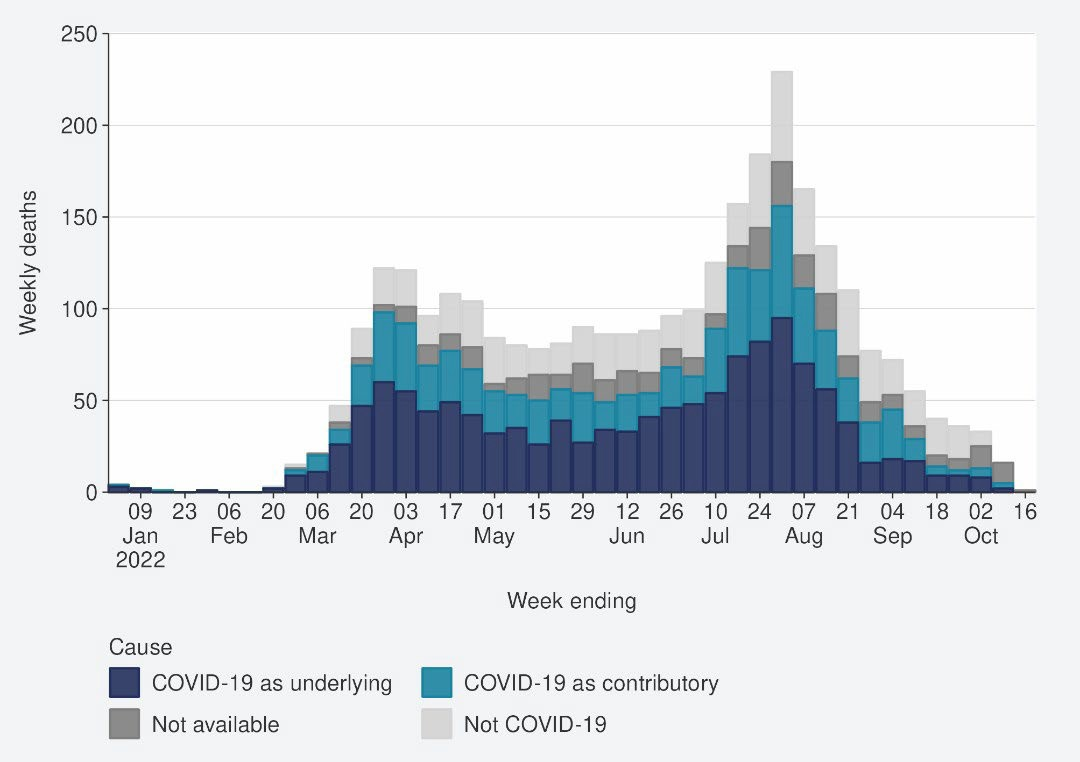 250
200
150
100
50
0
Weekly deaths
09 23 06 20 06 20 03 17 01 15 29 12 26 10 24 07 21 04 18 02 16
Jan Feb Mar Apr May Jun Jul Aug Sep Oct
2022
Week ending
Cause
COVID-19 as underlying COVID-19 as contributory
Not available Not COVID-19